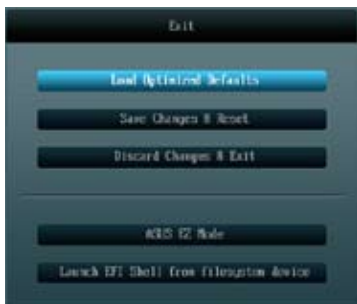 Exit
Load Optimized Defaults
Save Changes & Reset
Discard Changes & Exit
ASUS EZ Mode
Launch EFI Shell from filesystem device